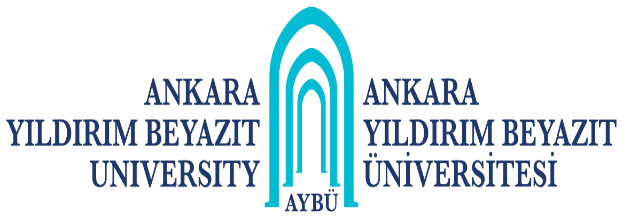 ANKARA
YILDIRIM BEYAZIT
UNIVERSITY
AYBÜ
ANKARA
YILDIRIM BEYAZIT
ÜNİVERSİTESİ